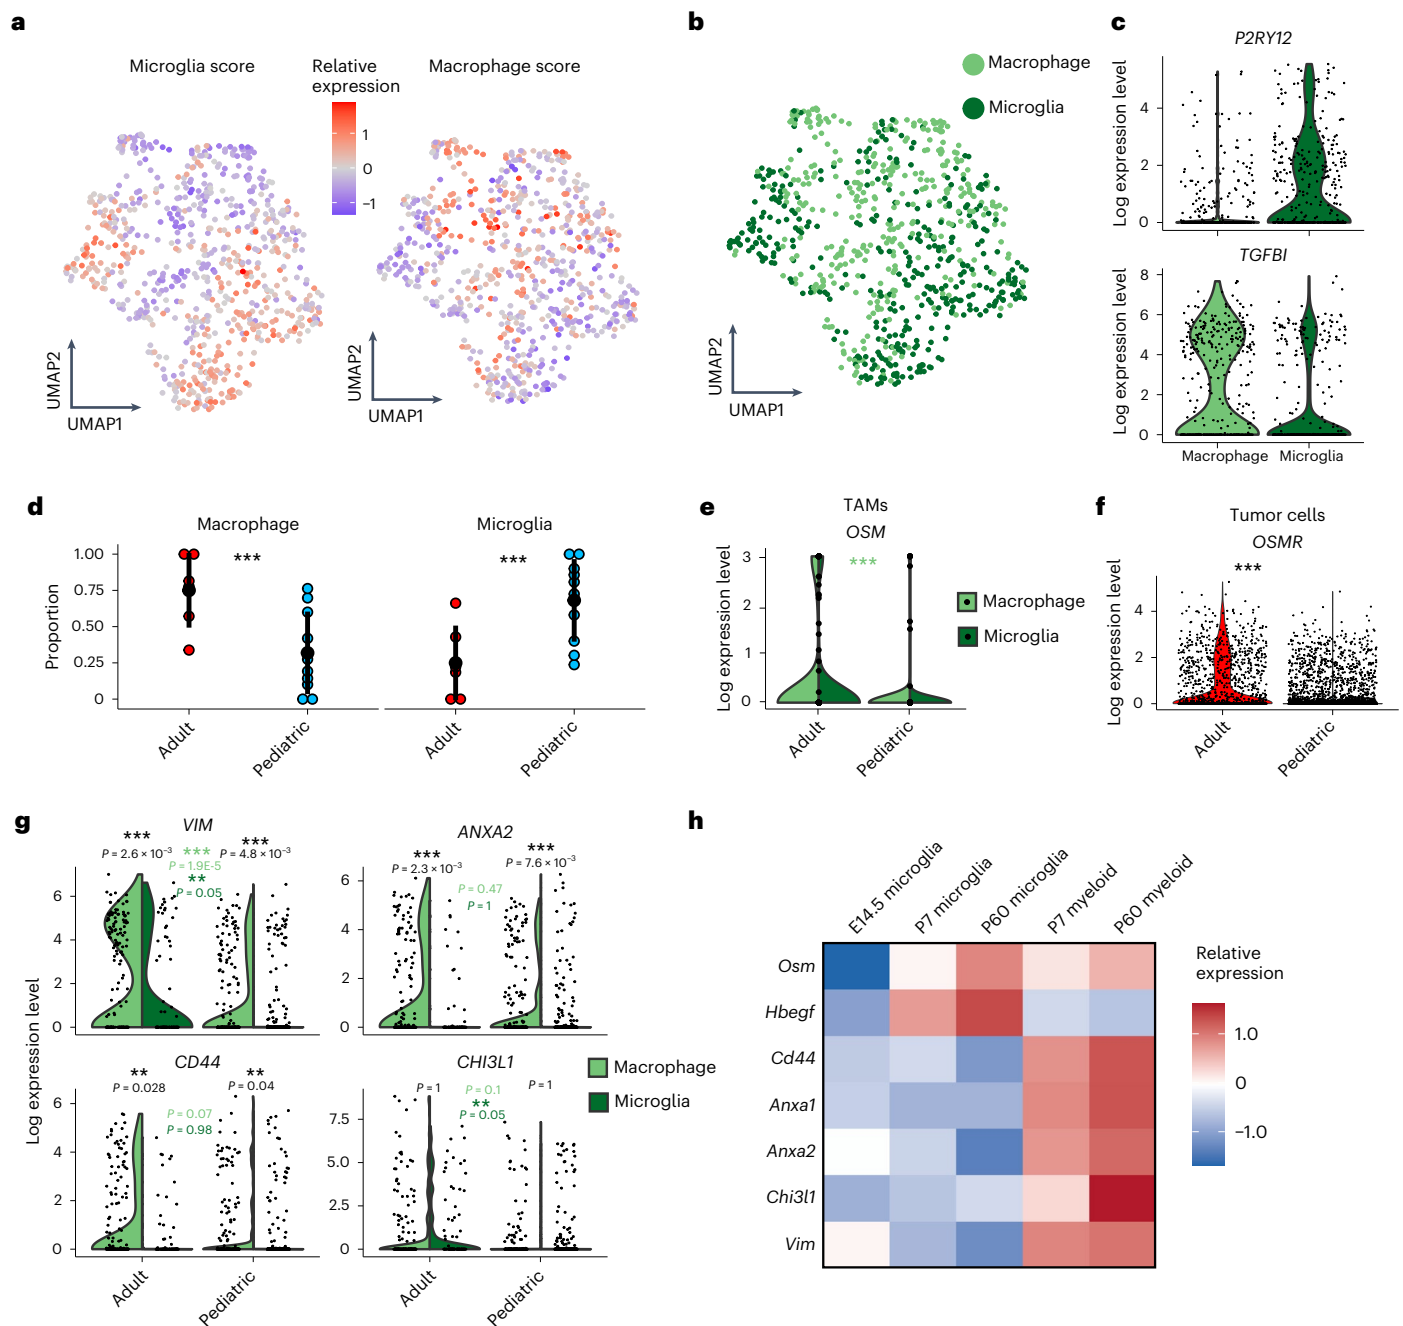 a
Microglia score
Relative
expression
1
0
−1
Macrophage score
UMAP2
UMAP1
UMAP2
UMAP1
b
Macrophage
Microglia
UMAP2
UMAP1
c
P2RY12
Log expression level
4
2
0
TGFBI
Log expression level
8
6
4
2
0
Macrophage Microglia
d
Macrophage
Microglia
Proportion
1.00
0.75
0.50
0.25
0
***
***
Adult
Pediatric
Adult
Pediatric
e
TAMs
OSM
Log expression level
3
2
1
0
***
Adult
Pediatric
Macrophage
Microglia
f
Tumor cells
OSMR
***
Log expression level
4
2
0
Adult
Pediatric
g
Log expression level
VIM
***
P = 2.6 × 10−3
***
P = 1.9E-5
**
P = 0.05
***
P = 4.8 × 10−3
6
4
2
0
ANXA2
***
P = 2.3 × 10−3
P = 0.47
P = 1
***
P = 7.6 × 10−3
6
4
2
0
CD44
**
P = 0.028
P = 0.07
P = 0.98
**
P = 0.04
6
4
2
0
Adult
Pediatric
CHI3L1
P = 1
P = 0.1
**
P = 0.05
P = 1
7.5
5.0
2.5
0
Adult
Pediatric
Macrophage
Microglia
h
E14.5 microglia
P7 microglia
P60 microglia
P7 myeloid
P60 myeloid
Osm
Hbegf
Cd44
Anxa1
Anxa2
Chi3l1
Vim
Relative
expression
1.0
0
−1.0